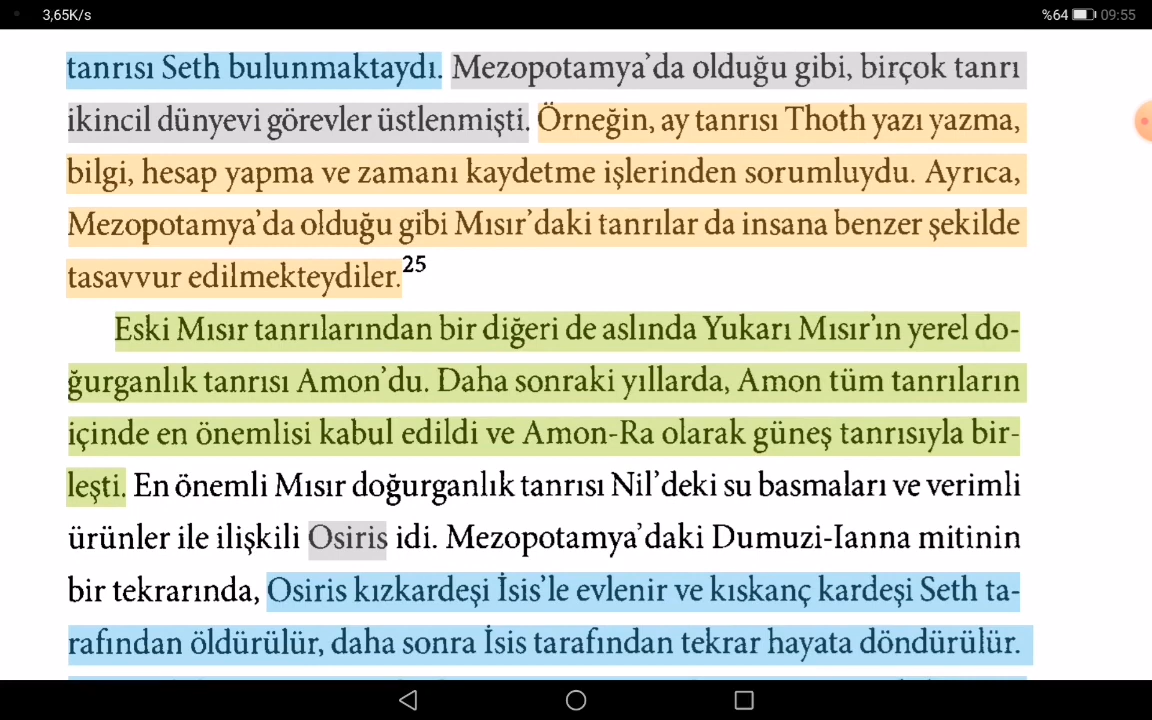 3,65K/s
%64 09:55
tanrısı Seth bulunmaktaydı. Mezopotamya’da olduğu gibi, birçok tanrı
ikincil dünyevi görevler üstlenmişti. Örneğin, ay tanrısı Thoth yazı yazma,
bilgi, hesap yapma ve zamanı kaydetme işlerinden sorumluydu. Ayrıca,
Mezopotamya’da olduğu gibi Mısır’daki tanrılar da insana benzer şekilde
tasavvur edilmekteydiler.25
Eski Mısır tanrılarından bir diğeri de aslında Yukarı Mısır’ın yerel do-
ğurganlık tanrısı Amon’du. Daha sonraki yıllarda, Amon tüm tanrıların
içinde en önemlisi kabul edildi ve Amon-Ra olarak güneş tanrısıyla bir-
leşti. En önemli Mısır doğurganlık tanrısı Nil’deki su basmaları ve verimli
ürünler ile ilişkili Osiris idi. Mezopotamya’daki Dumuzi-Ianna mitinin
bir tekrarında, Osiris kızkardeşi İsis’le evlenir ve kıskanç kardeşi Seth ta-
rafından öldürülür, daha sonra İsis tarafından tekrar hayata döndürülür.